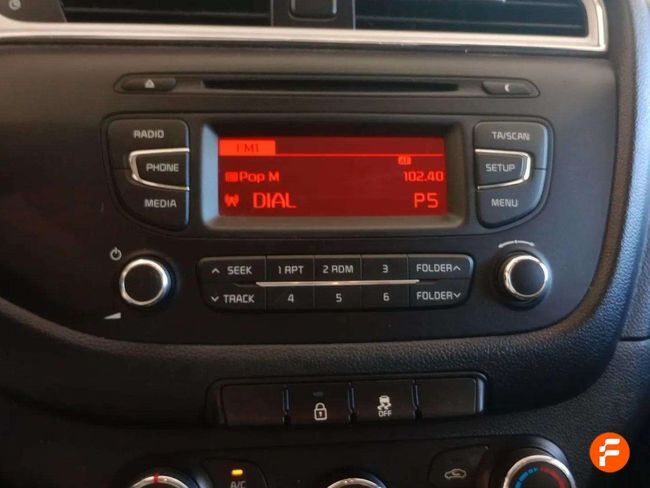 RADIO
PHONE
MEDIA
FM1
AF
Pop M 102.40
DIAL P5
TA/SCAN
SETUP
MENU
SEEK 1 RPT 2 RDM 3 FOLDER
TRACK 4 5 6 FOLDER
OFF
A/C